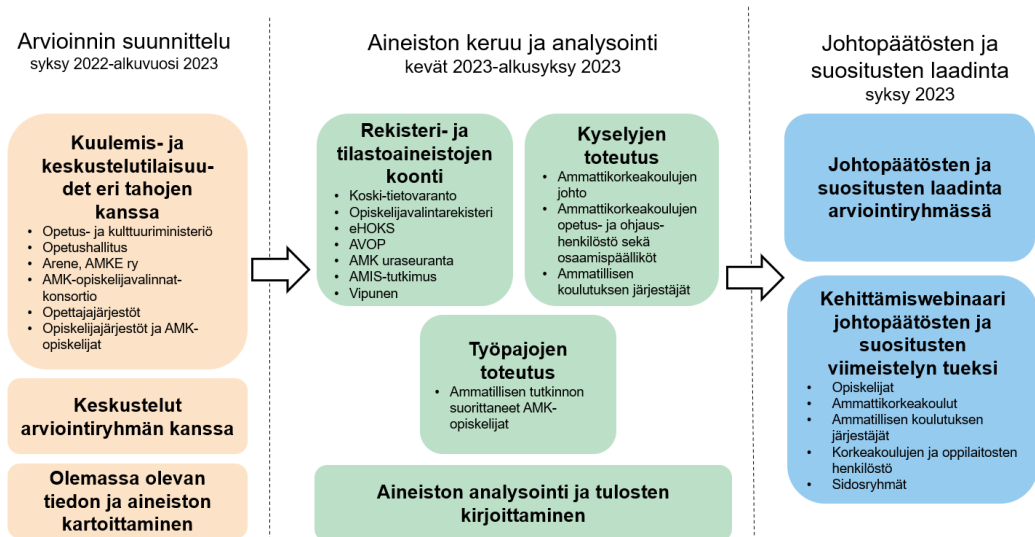 Arvioinnin suunnittelu
syksy 2022-alkuvuosi 2023
Kuulemis- ja
keskustelutilaisuu-
det eri tahojen
kanssa
• Opetus- ja kulttuuriministeriö
• Opetushallitus
• Arene, AMKE ry
• AMK-opiskelijavalinnat-
konsortio
• Opettajajärjestöt
• Opiskelijajärjestöt ja AMK-
opiskelijat
Keskustelut
arviointiryhmän kanssa
Olemassa olevan
tiedon ja aineiston
kartoittaminen
Aineiston keruu ja analysointi
kevät 2023-alkusyksy 2023
Rekisteri- ja
tilastoaineistojen
koonti
• Koski-tietovaranto
• Opiskelijavalintarekisteri
• eHOKS
• AVOP
• AMK uraseuranta
• AMIS-tutkimus
• Vipunen
Kyselyjen
toteutus
• Ammattikorkeakoulujen
johto
• Ammattikorkeakoulujen
opetus- ja ohjaus-
henkilöstö sekä
osaamispäälliköt
• Ammatillisen
koulutuksen järjestäjät
Työpajojen
toteutus
• Ammatillisen tutkinnon
suorittaneet AMK-
opiskelijat
Aineiston analysointi ja tulosten
kirjoittaminen
Johtopäätösten ja
suositusten laadinta
syksy 2023
Johtopäätösten ja
suositusten laadinta
arviointiryhmässä
Kehittämiswebinaari
johtopäätösten ja
suositusten
viimeistelyn tueksi
• Opiskelijat
• Ammattikorkeakoulut
• Ammatillisen koulutuksen
järjestäjät
• Korkeakoulujen ja oppilaitosten
henkilöstö
• Sidosryhmät